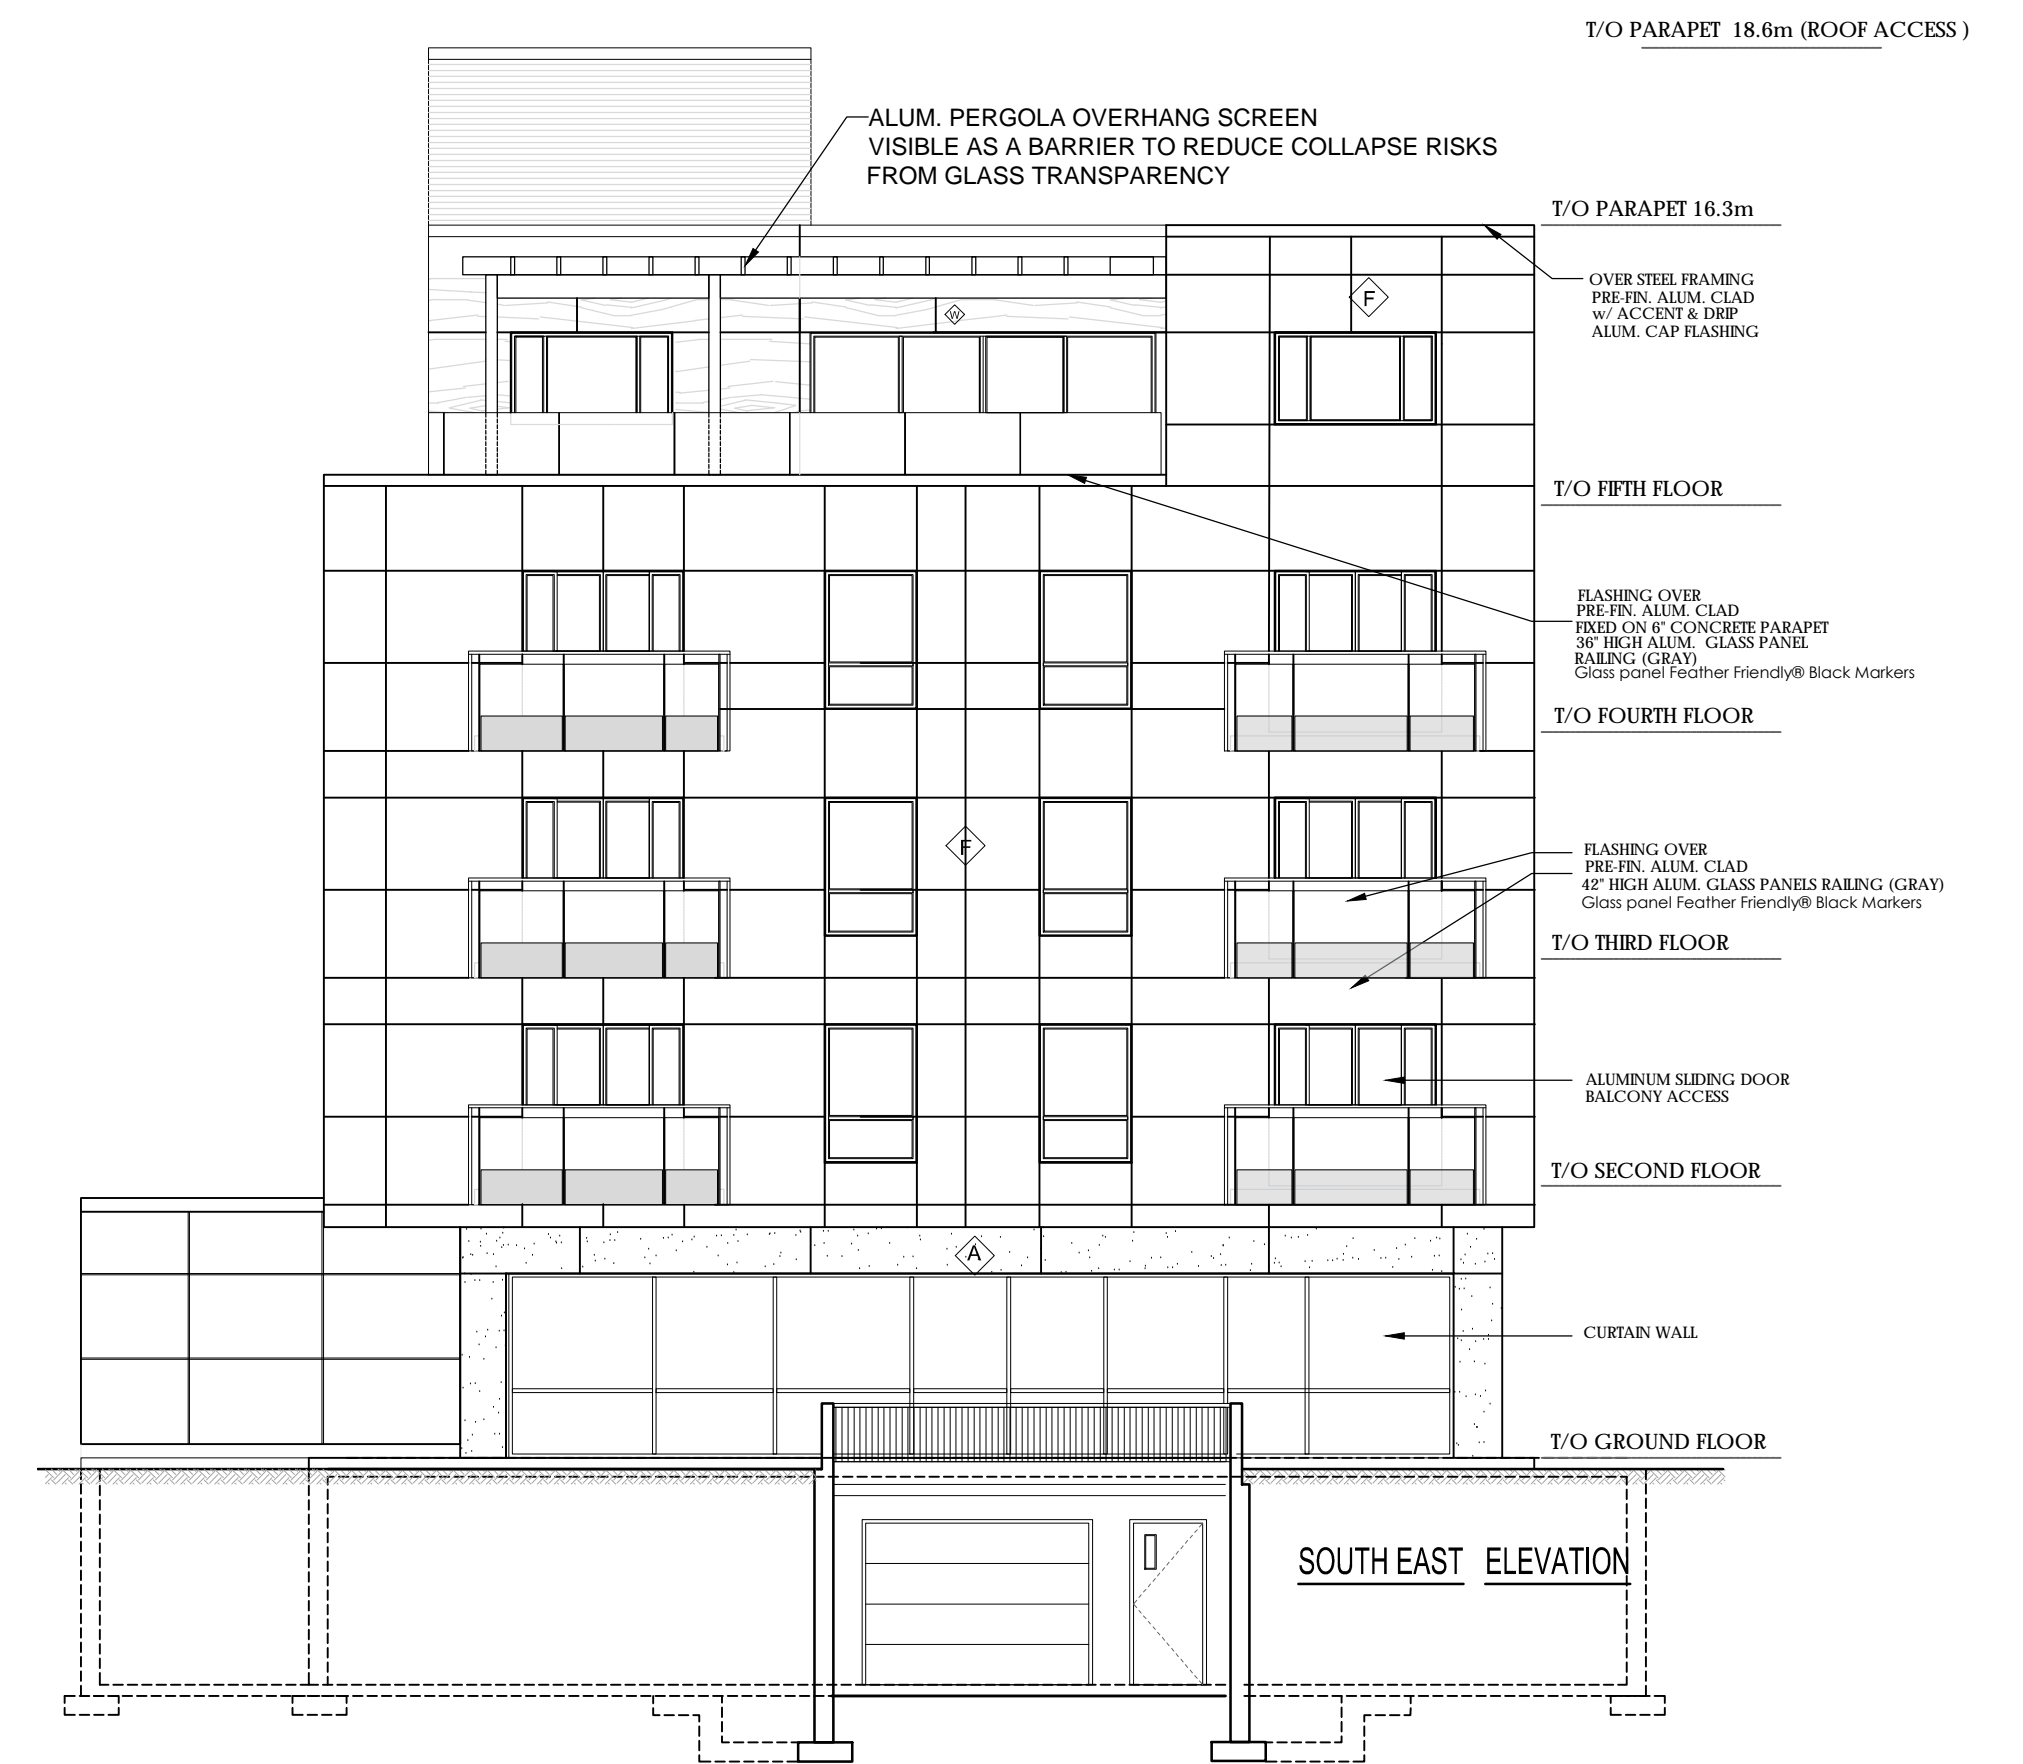 T/O PARAPET 18.6m (ROOF ACCESS )
ALUM. PERGOLA OVERHANG SCREEN
VISIBLE AS A BARRIER TO REDUCE COLLAPSE RISKS
FROM GLASS TRANSPARENCY
T/O PARAPET 16.3m
OVER STEEL FRAMING
PRE-FIN. ALUM. CLAD
w/ ACCENT & DRIP
ALUM. CAP FLASHING
F
W
T/O FIFTH FLOOR
FLASHING OVER
PRE-FIN. ALUM. CLAD
FIXED ON 6" CONCRETE PARAPET
36" HIGH ALUM. GLASS PANEL
RAILING (GRAY)
Glass panel Feather Friendly® Black Markers
T/O FOURTH FLOOR
F
FLASHING OVER
PRE-FIN. ALUM. CLAD
42" HIGH ALUM. GLASS PANELS RAILING (GRAY)
Glass panel Feather Friendly® Black Markers
T/O THIRD FLOOR
ALUMINUM SLIDING DOOR
BALCONY ACCESS
T/O SECOND FLOOR
A
CURTAIN WALL
T/O GROUND FLOOR
SOUTH EAST ELEVATION